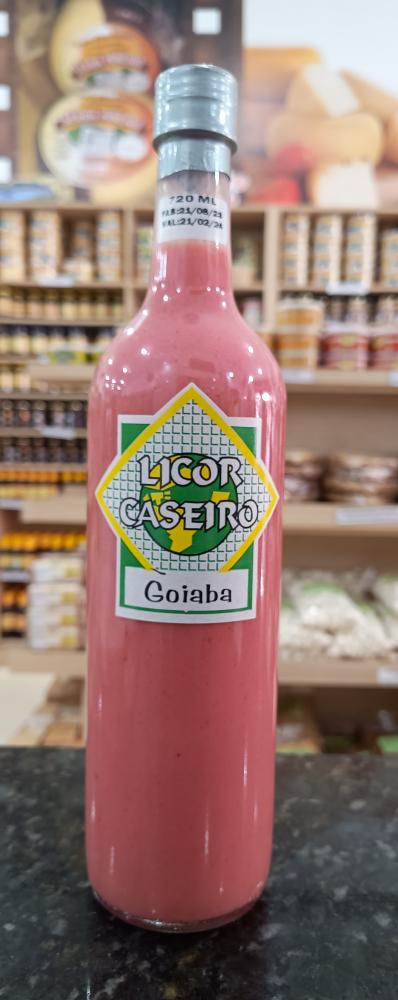 720 ML
FAB:21/08/23
VAL:21/02/24
LICOR
CASEIRO
Goiaba